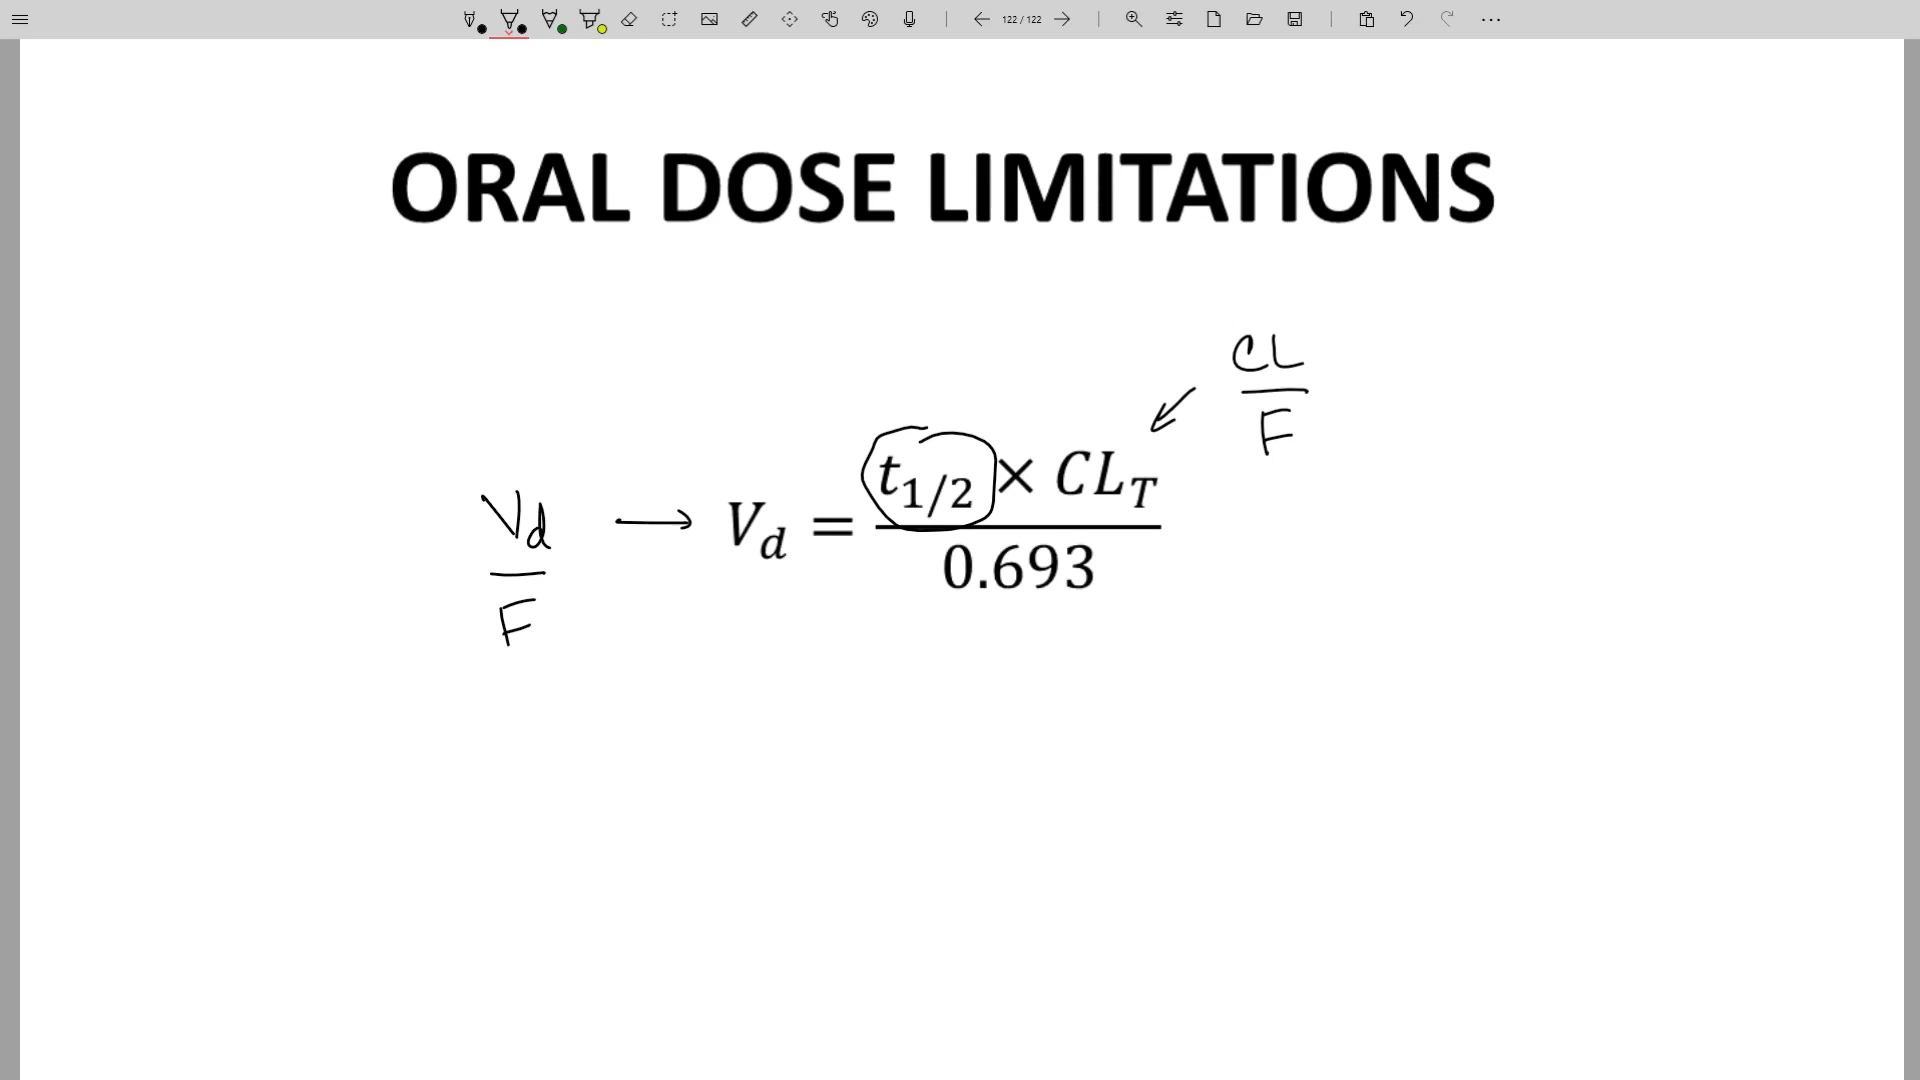 122 / 122
ORAL DOSE LIMITATIONS
CL
F
Vd
F
→ Vd = t1/2 × CLT
0.693